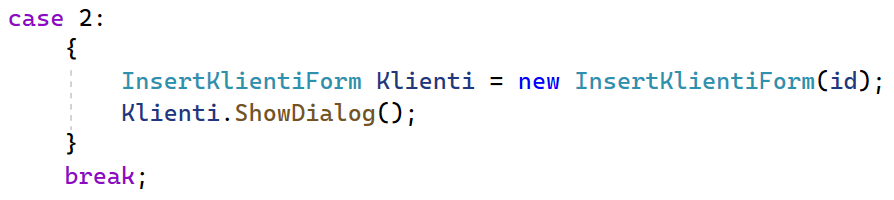 case 2:
    {
        InsertKlientiForm Klienti = new InsertKlientiForm(id);
        Klienti.ShowDialog();
    }
    break;